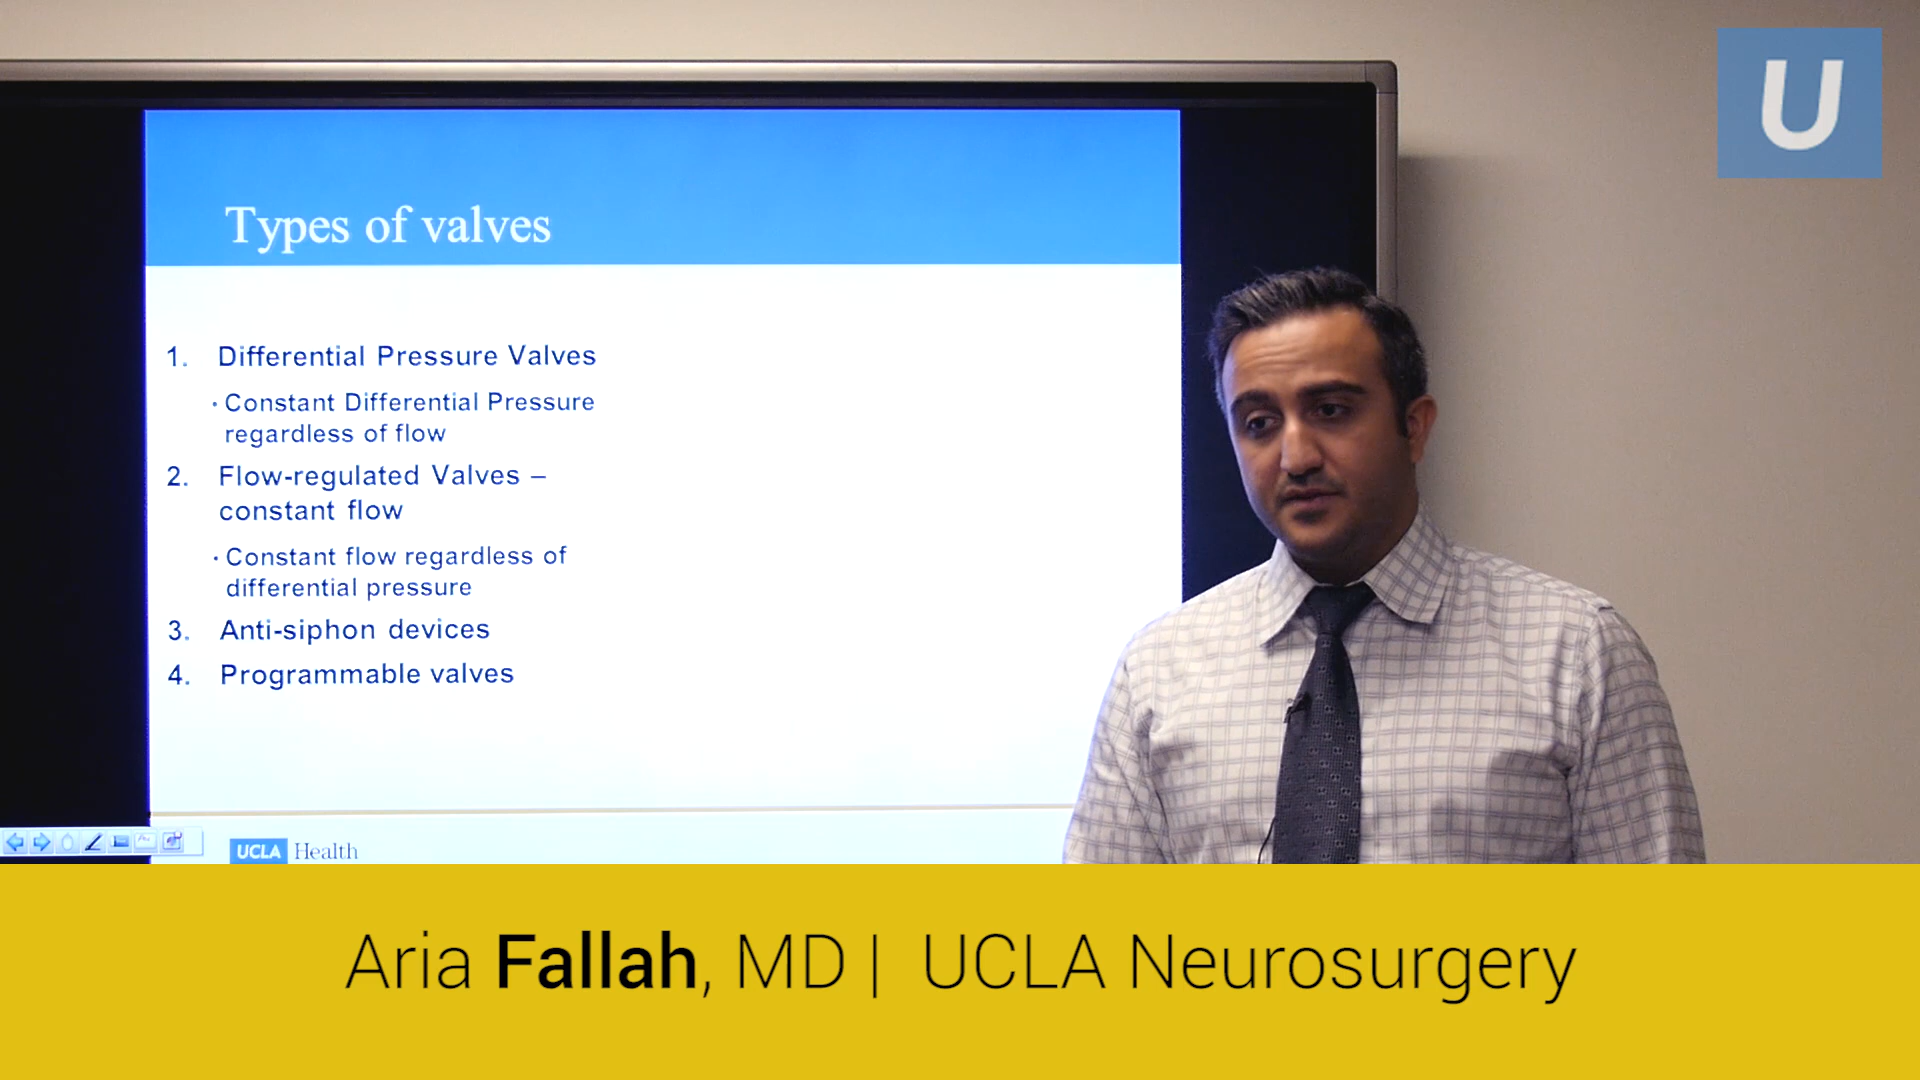 U
Types of valves
1. Differential Pressure Valves
· Constant Differential Pressure
regardless of flow
2. Flow-regulated Valves –
constant flow
· Constant flow regardless of
differential pressure
3. Anti-siphon devices
4. Programmable valves
UCLA Health
Aria Fallah, MD | UCLA Neurosurgery